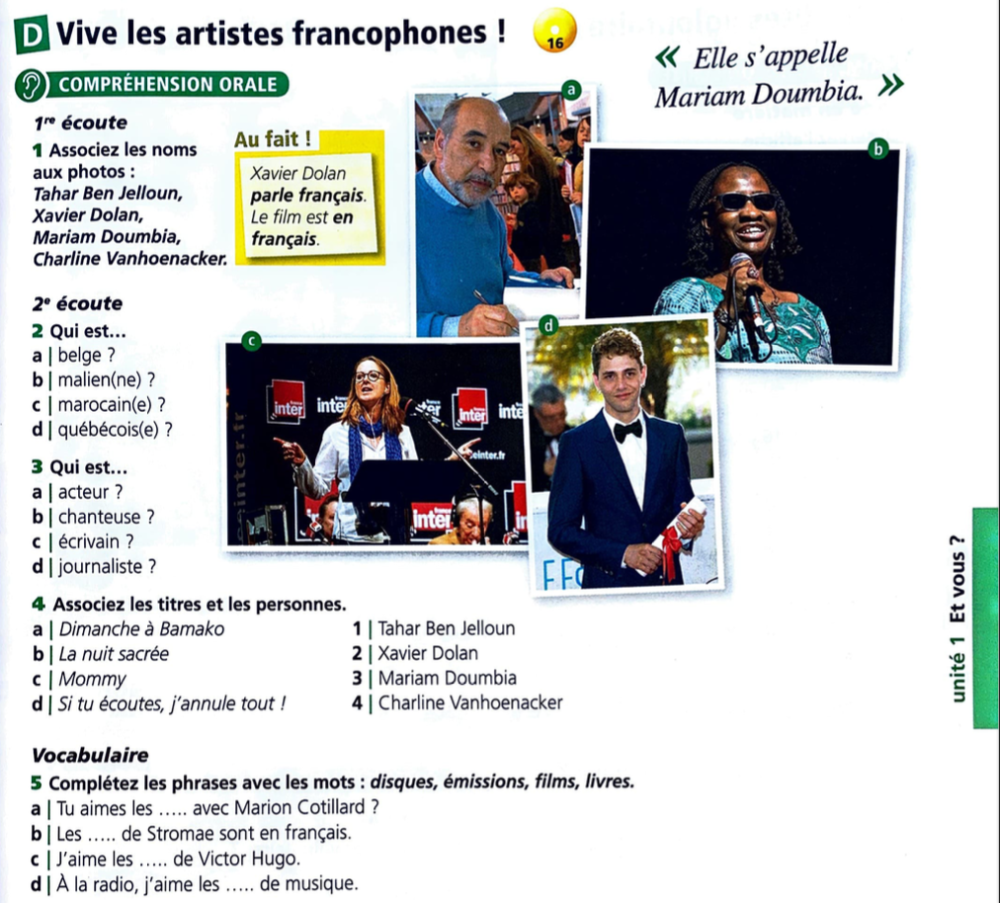 D Vive les artistes francophones !
16
« Elle s'appelle
Mariam Doumbia. »
COMPRÉHENSION ORALE
1re écoute
1 Associez les noms
aux photos :
Tahar Ben Jelloun,
Xavier Dolan,
Mariam Doumbia,
Charline Vanhoenacker.
Au fait !
Xavier Dolan
parle français.
Le film est en
français.
a
b
c
d
inter
inter
inter
inter
einter.fr
einter.fr
inter
2e écoute
2 Qui est...
a | belge ?
b | malien(ne) ?
c | marocain(e) ?
d | québécois(e) ?
3 Qui est...
a | acteur ?
b | chanteuse ?
c | écrivain ?
d | journaliste ?
4 Associez les titres et les personnes.
a | Dimanche à Bamako
b | La nuit sacrée
c | Mommy
d | Si tu écoutes, j'annule tout !
1 | Tahar Ben Jelloun
2 | Xavier Dolan
3 | Mariam Doumbia
4 | Charline Vanhoenacker
Vocabulaire
5 Complétez les phrases avec les mots : disques, émissions, films, livres.
a | Tu aimes les ..... avec Marion Cotillard ?
b | Les ..... de Stromae sont en français.
c | J'aime les ..... de Victor Hugo.
d | À la radio, j'aime les ..... de musique.
unité 1 Et vous ?